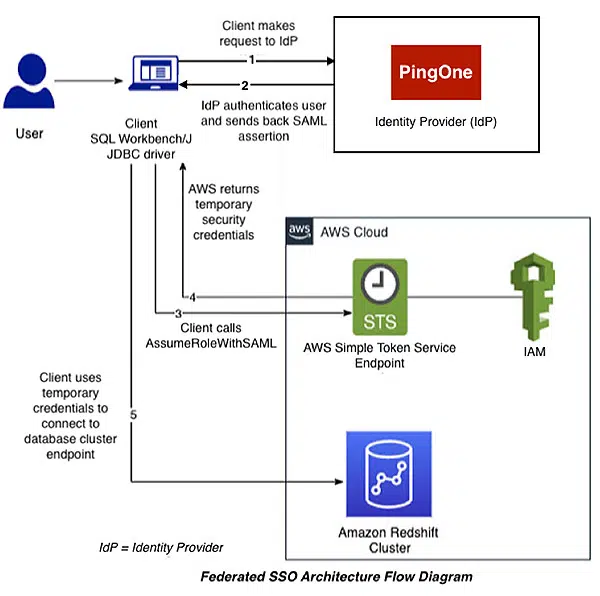 Client makes
request to IdP
1
PingOne
2
IdP authenticates user
and sends back SAML
assertion
Identity Provider (IdP)
User
Client
SQL Workbench/J
JDBC driver
AWS returns
temporary
security
credentials
aws
AWS Cloud
4
3
STS
Client calls
AssumeRoleWithSAML
AWS Simple Token Service
Endpoint
IAM
Client uses
temporary
credentials to
connect to
database cluster
endpoint
5
Amazon Redshift
Cluster
IdP = Identity Provider
Federated SSO Architecture Flow Diagram